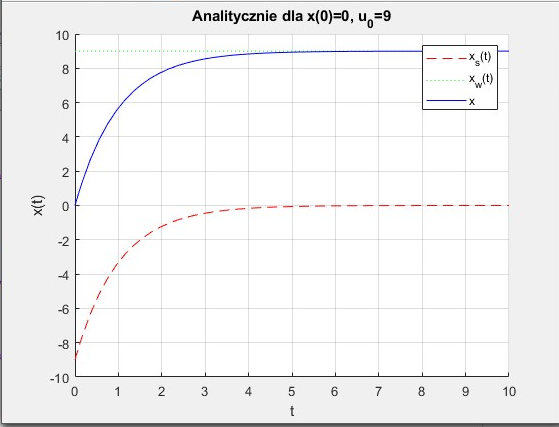 Analitycznie dla x(0)=0, u0=9
10
8
6
4
2
0
-2
-4
-6
-8
-10
x(t)
xs(t)
xw(t)
x
0 1 2 3 4 5 6 7 8 9 10
t